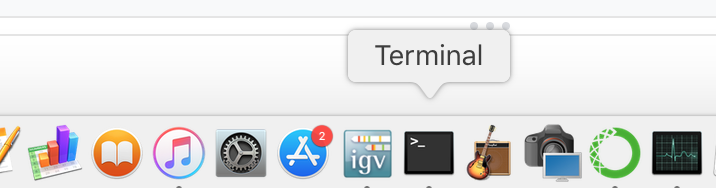 Terminal
2
igv
>_